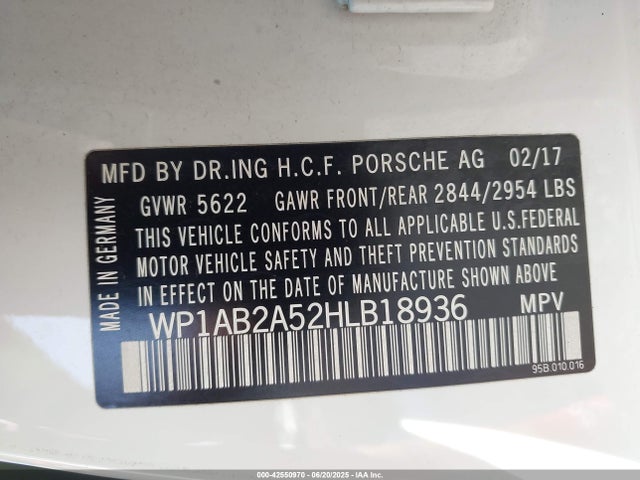 MFD BY DR.ING H.C.F. PORSCHE AG 02/17
GVWR 5622 GAWR FRONT/REAR 2844/2954 LBS
THIS VEHICLE CONFORMS TO ALL APPLICABLE U.S.FEDERAL
MOTOR VEHICLE SAFETY AND THEFT PREVENTION STANDARDS
IN EFFECT ON THE DATE OF MANUFACTURE SHOWN ABOVE
WP1AB2A52HLB18936 MPV
95B.010.016
MADE IN GERMANY
000-42550970 | 06/20/2025 | IAA, Inc.